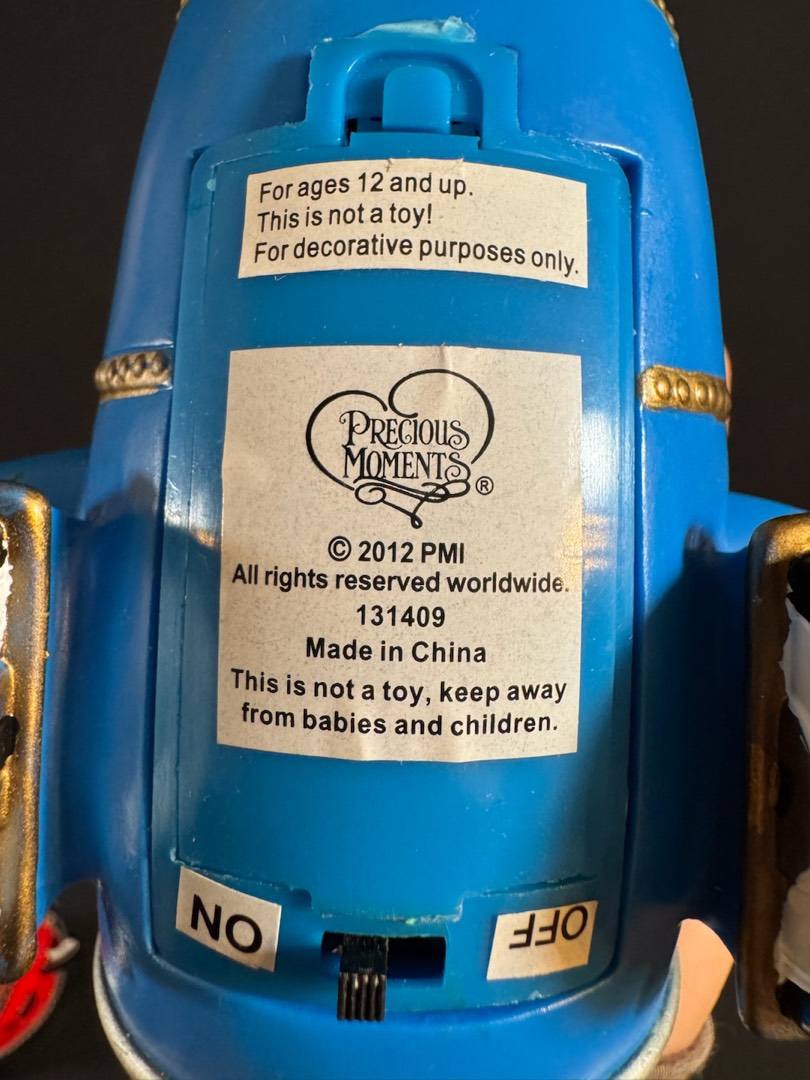 For ages 12 and up.
This is not a toy!
For decorative purposes only.
PRECIOUS
MOMENTS
®
© 2012 PMI
All rights reserved worldwide.
131409
Made in China
This is not a toy, keep away
from babies and children.
ON
OFF